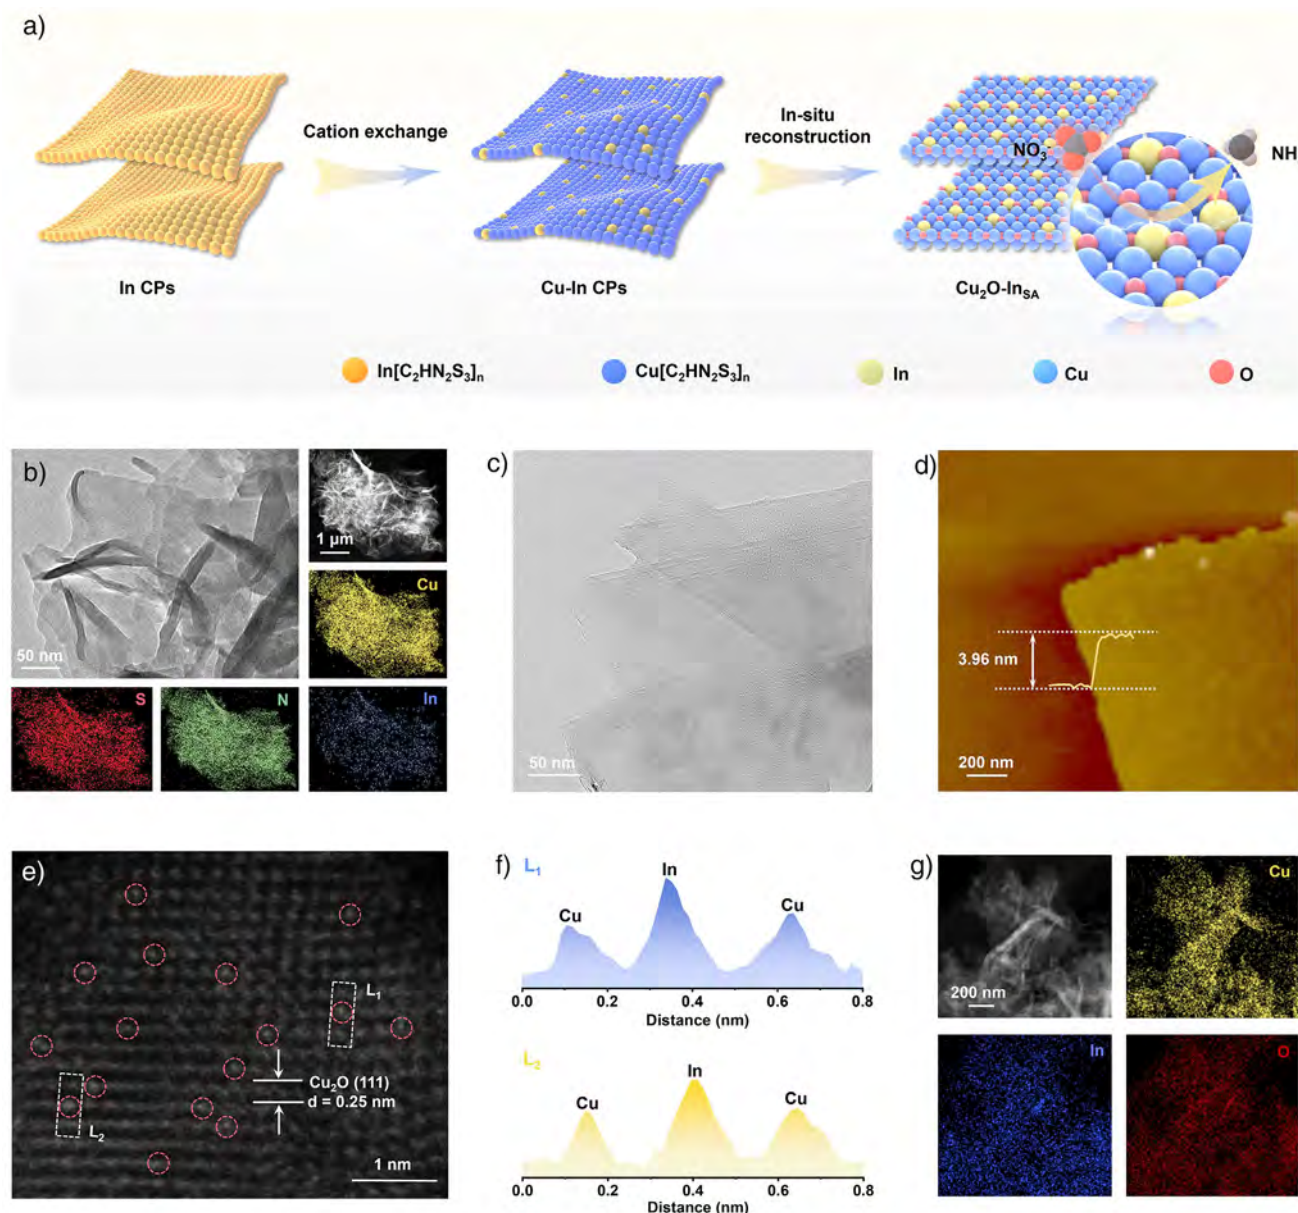 a)
Cation exchange
In-situ
reconstruction
NO₃⁻
NH
In CPs
Cu-In CPs
Cu₂O-In_SA
In[C₂HN₂S₃]ₙ
Cu[C₂HN₂S₃]ₙ
In
Cu
O
b)
50 nm
1 μm
Cu
S
N
In
c)
50 nm
d)
3.96 nm
200 nm
e)
L₁
Cu₂O (111)
d = 0.25 nm
L₂
1 nm
f)
L₁
Cu
In
Cu
0.0 0.2 0.4 0.6 0.8
Distance (nm)
L₂
Cu
In
Cu
0.0 0.2 0.4 0.6 0.8
Distance (nm)
g)
200 nm
Cu
In
O